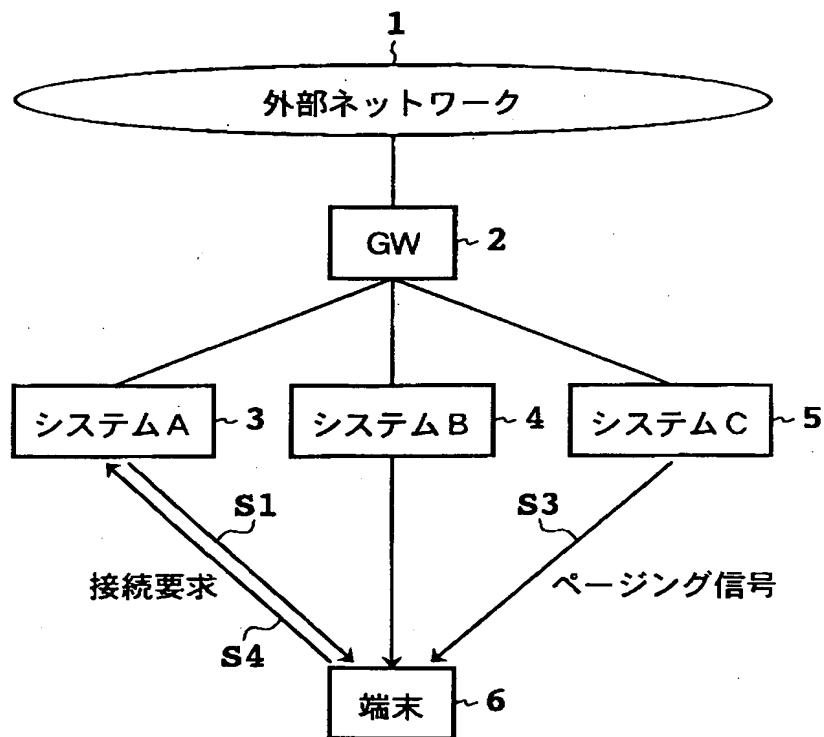 1
外部ネットワーク
GW
2
システムA
3
システムB
4
システムC
5
S1
S3
接続要求
ページング信号
S4
端末
6